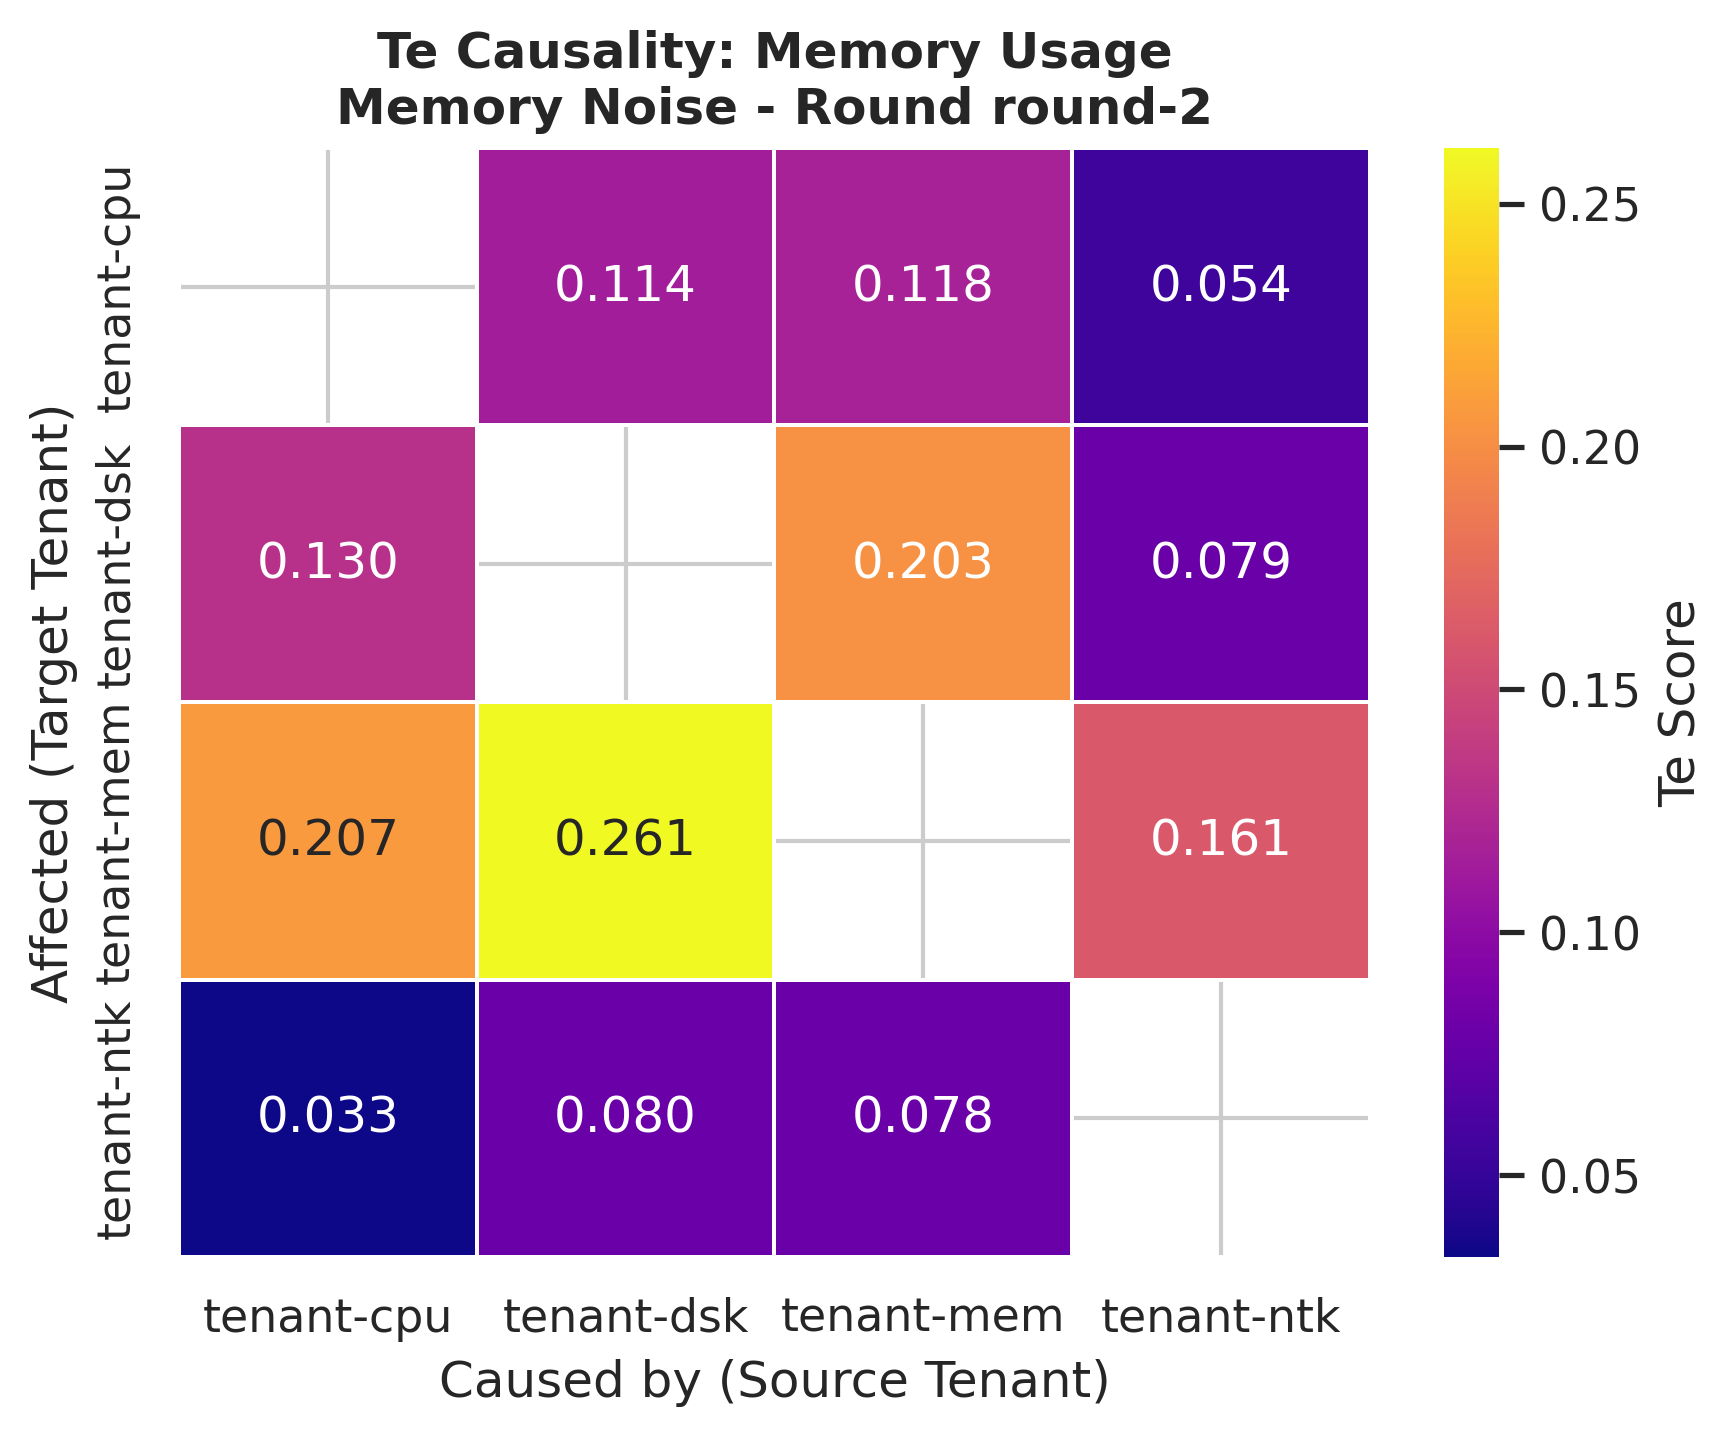 Te Causality: Memory Usage
Memory Noise - Round round-2
Affected (Target Tenant)
tenant-cpu
0.114
0.118
0.054
tenant-dsk
0.130
0.203
0.079
tenant-mem
0.207
0.261
0.161
tenant-ntk
0.033
0.080
0.078
tenant-cpu
tenant-dsk
tenant-mem
tenant-ntk
Caused by (Source Tenant)
0.25
0.20
0.15
0.10
0.05
Te Score